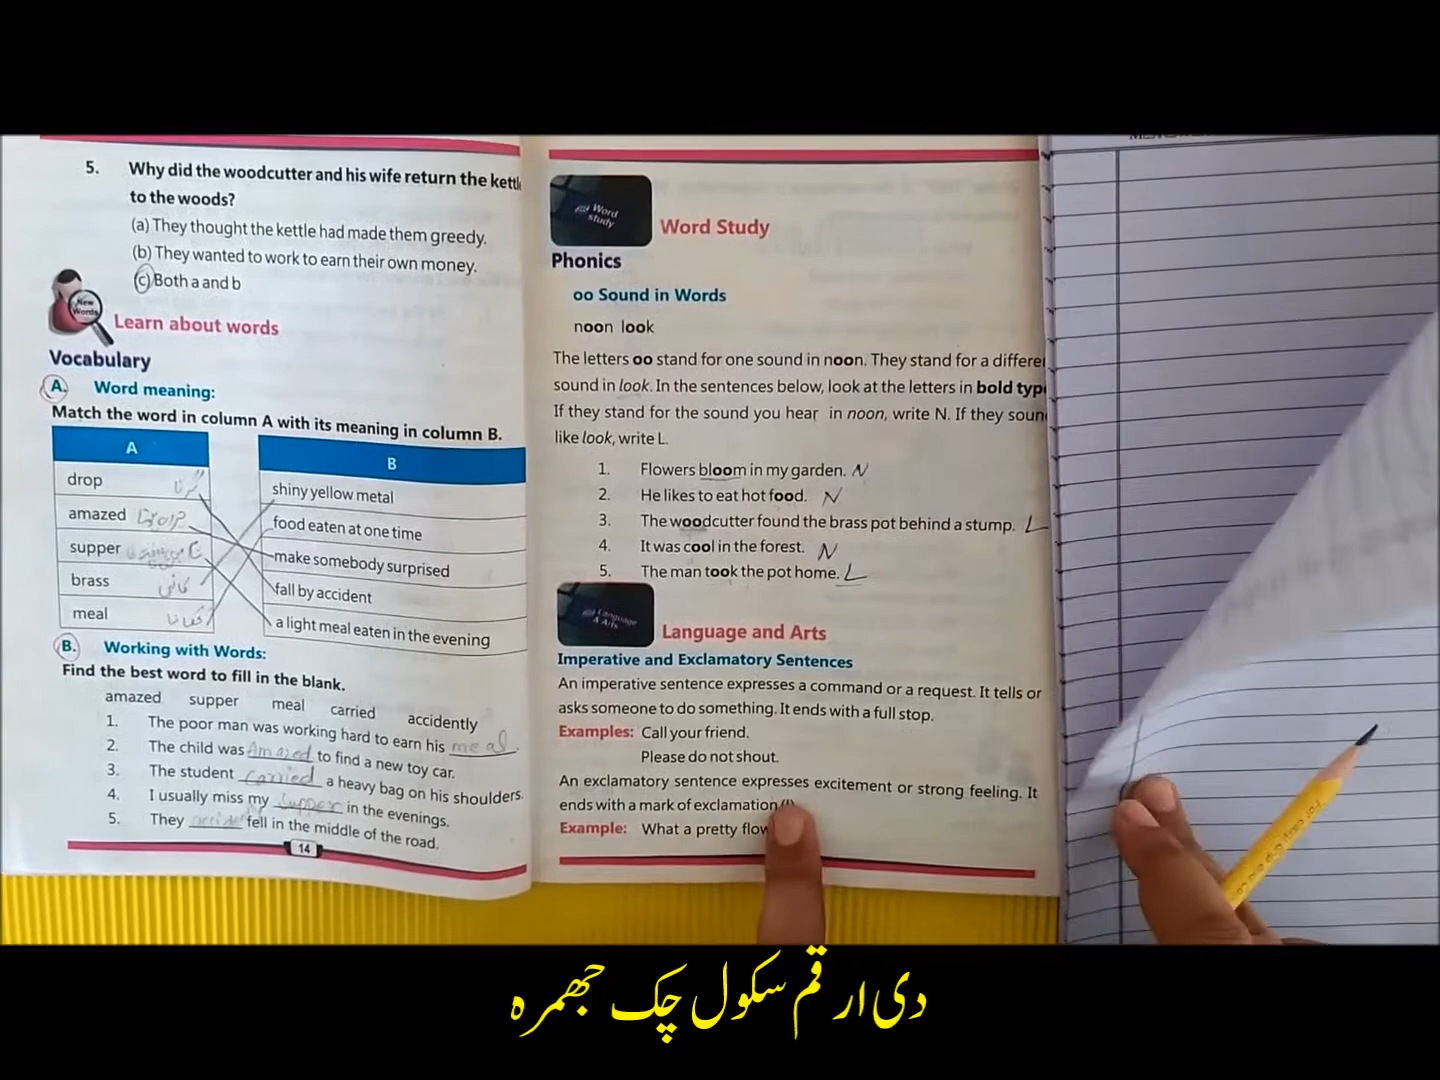 5. Why did the woodcutter and his wife return the kettl
to the woods?
(a) They thought the kettle had made them greedy.
(b) They wanted to work to earn their own money.
(c) Both a and b
New
Words
Learn about words
Vocabulary
A. Word meaning:
Match the word in column A with its meaning in column B.
A
B
drop گرنا
shiny yellow metal
amazed
food eaten at one time
supper
make somebody surprised
brass
fall by accident
meal کھانا
a light meal eaten in the evening
B. Working with Words:
Find the best word to fill in the blank.
amazed supper meal carried accidently
1. The poor man was working hard to earn his meal.
2. The child was Amazed to find a new toy car.
3. The student carried a heavy bag on his shoulders.
4. I usually miss my supper in the evenings.
5. They fell in the middle of the road.
14
Word
study
Word Study
Phonics
oo Sound in Words
noon look
The letters oo stand for one sound in noon. They stand for a differe
sound in look. In the sentences below, look at the letters in bold typ
If they stand for the sound you hear in noon, write N. If they soun
like look, write L.
1. Flowers bloom in my garden. N
2. He likes to eat hot food. N
3. The woodcutter found the brass pot behind a stump. L
4. It was cool in the forest. N
5. The man took the pot home. L
Language
& Arts
Language and Arts
Imperative and Exclamatory Sentences
An imperative sentence expresses a command or a request. It tells or
asks someone to do something. It ends with a full stop.
Examples: Call your friend.
Please do not shout.
An exclamatory sentence expresses excitement or strong feeling. It
ends with a mark of exclamation (!)
Example: What a pretty flow
دی ارقم سکول چک جھمرہ